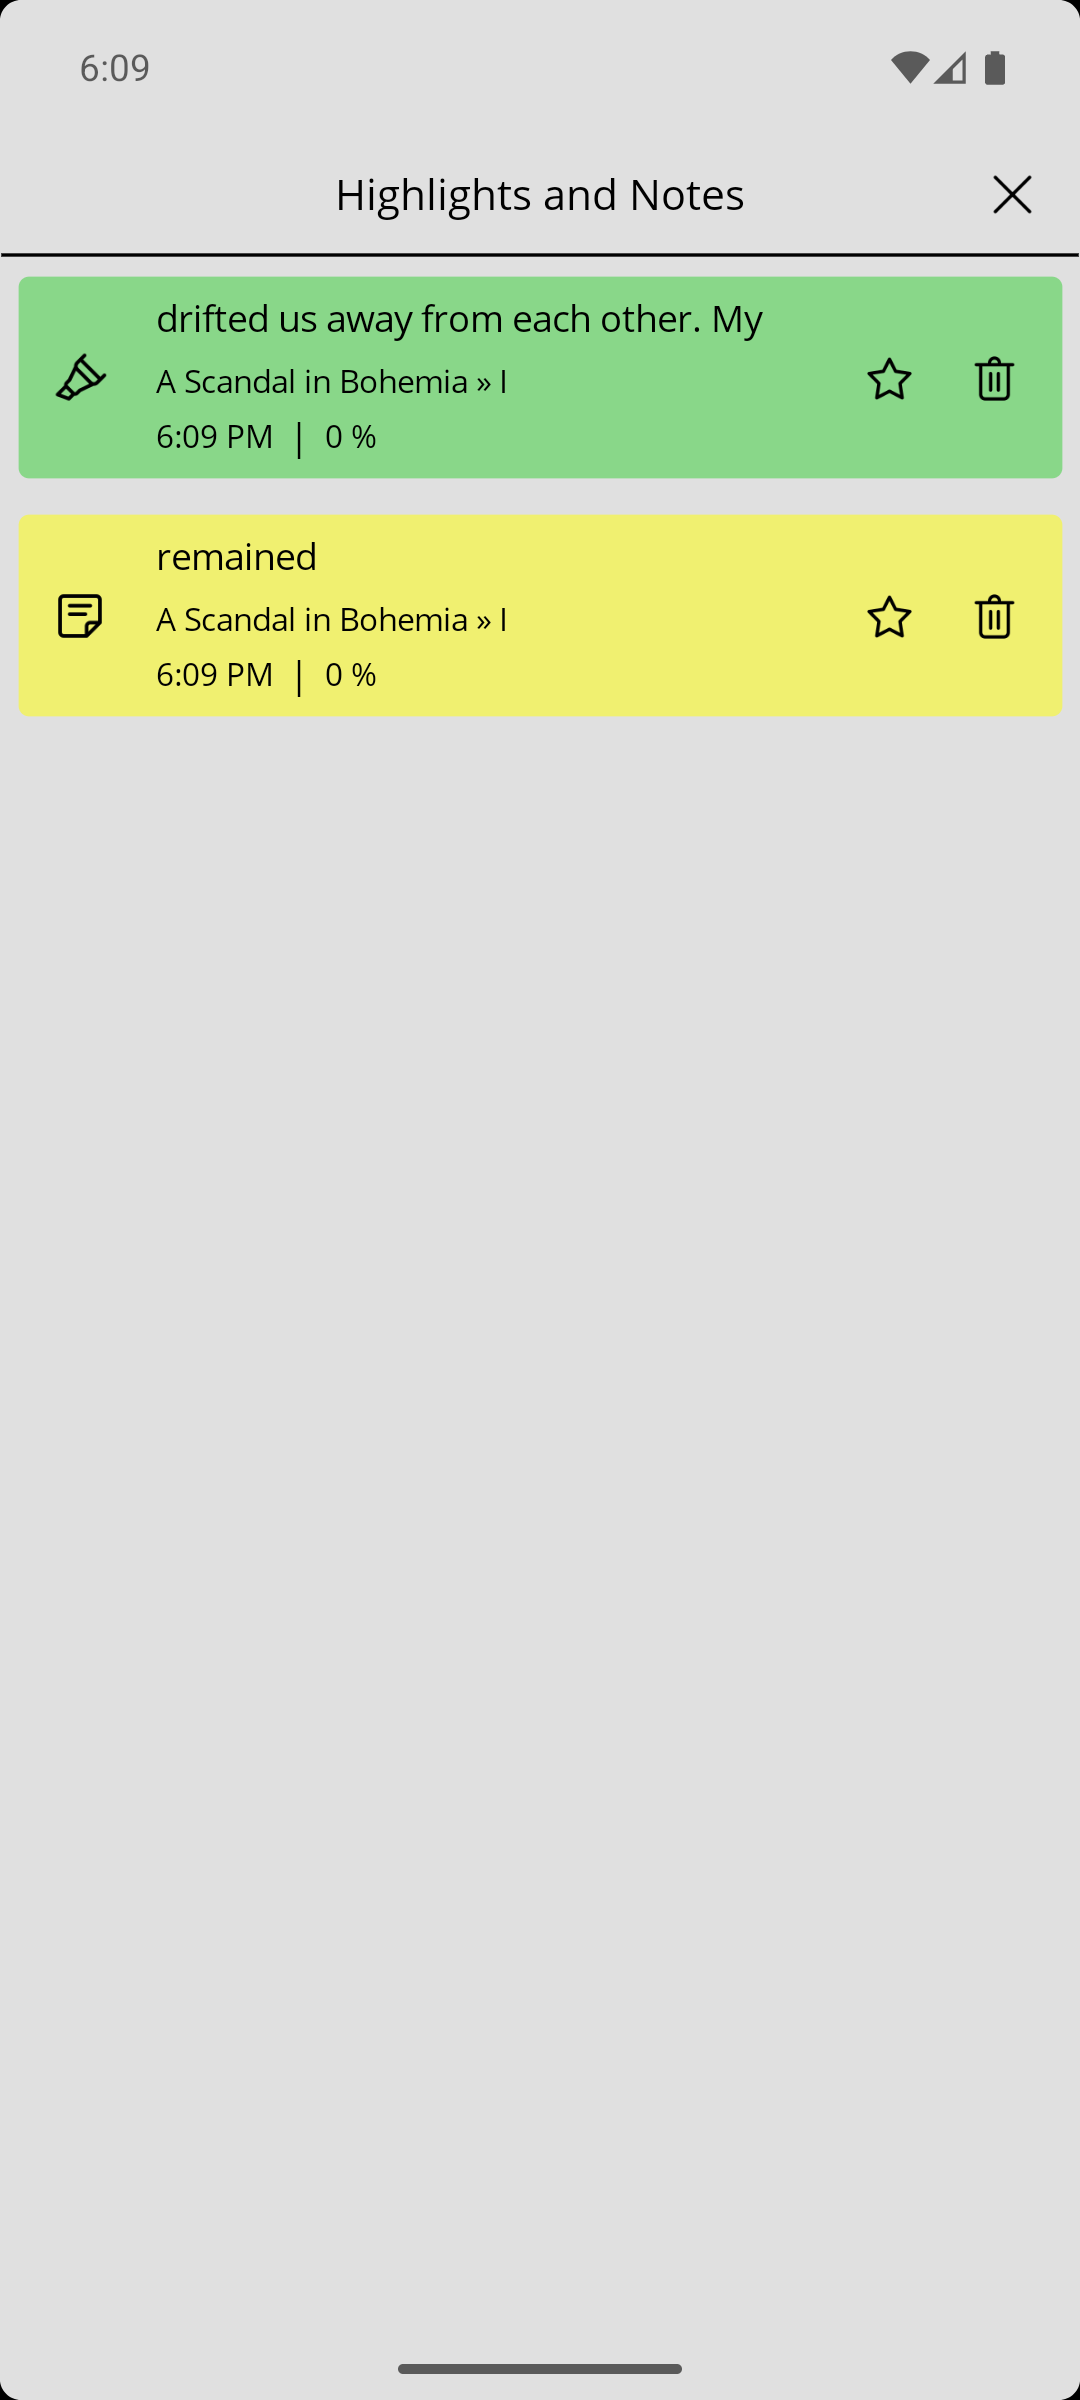 6:09
Highlights and Notes
drifted us away from each other. My
A Scandal in Bohemia » I
6:09 PM | 0 %
remained
A Scandal in Bohemia » I
6:09 PM | 0 %